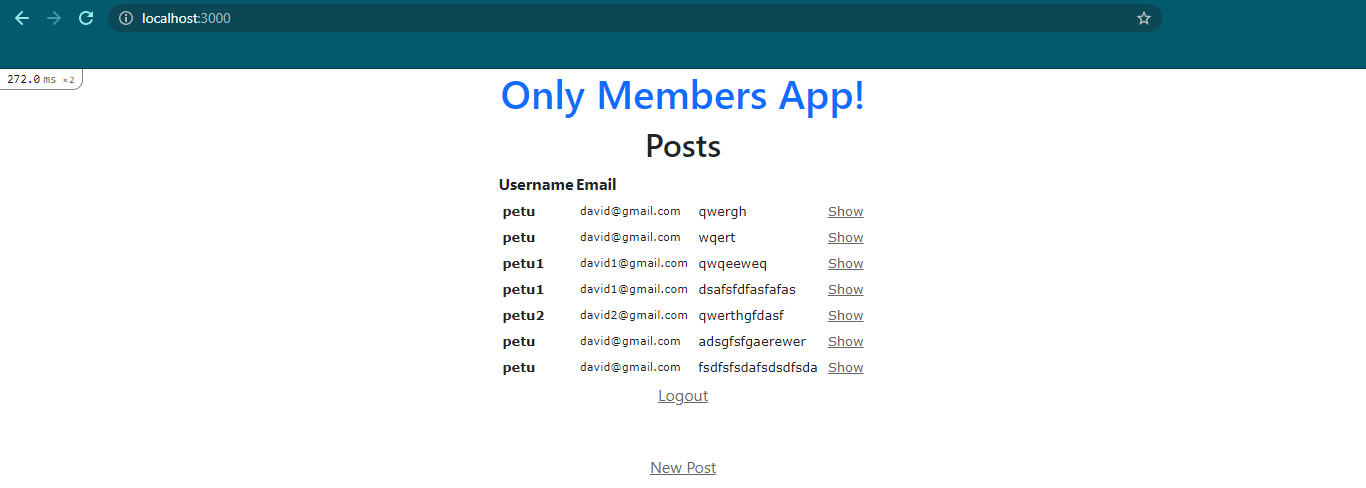 localhost:3000
272.0 ms ×2
Only Members App!
Posts
Username Email
petu david@gmail.com qwergh Show
petu david@gmail.com wqert Show
petu1 david1@gmail.com qwqeeweq Show
petu1 david1@gmail.com dsafsfdfasfafas Show
petu2 david2@gmail.com qwerthgfdasf Show
petu david@gmail.com adsgfsfgaerewer Show
petu david@gmail.com fsdfsfsdafsdsdfsda Show
Logout
New Post